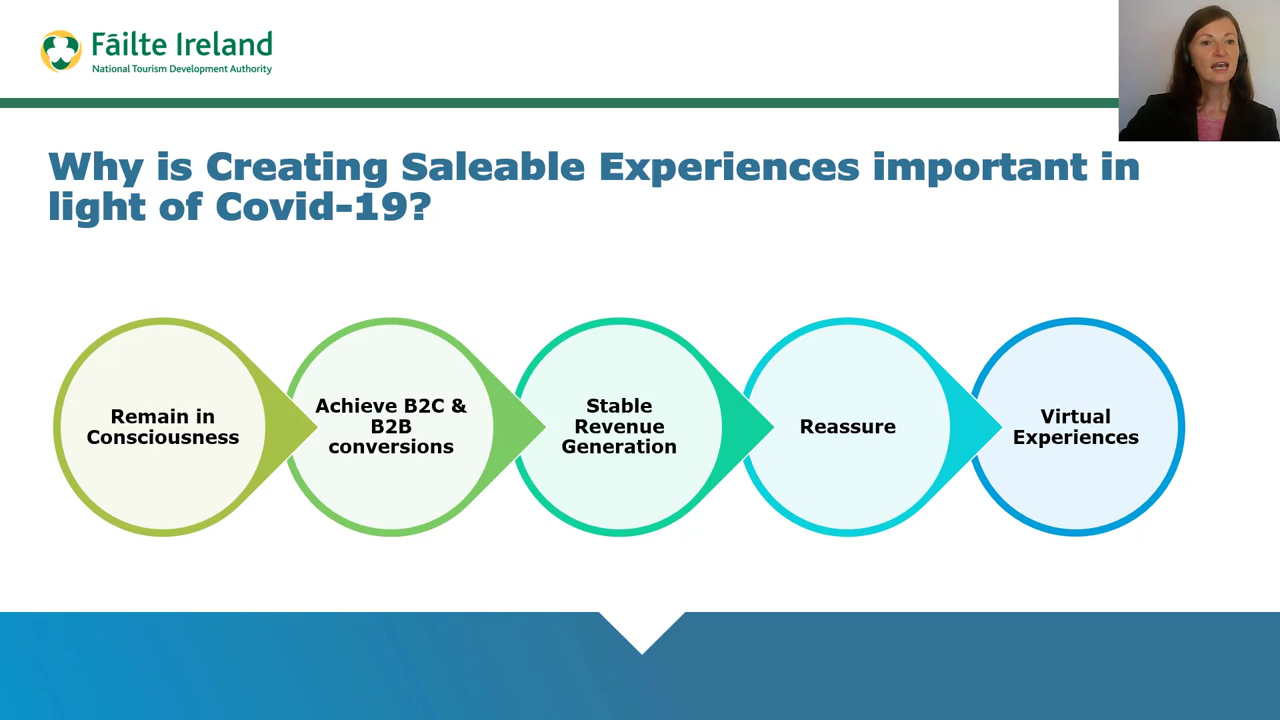 Fáilte Ireland
National Tourism Development Authority
Why is Creating Saleable Experiences important in
light of Covid-19?
Remain in
Consciousness
Achieve B2C &
B2B
conversions
Stable
Revenue
Generation
Reassure
Virtual
Experiences